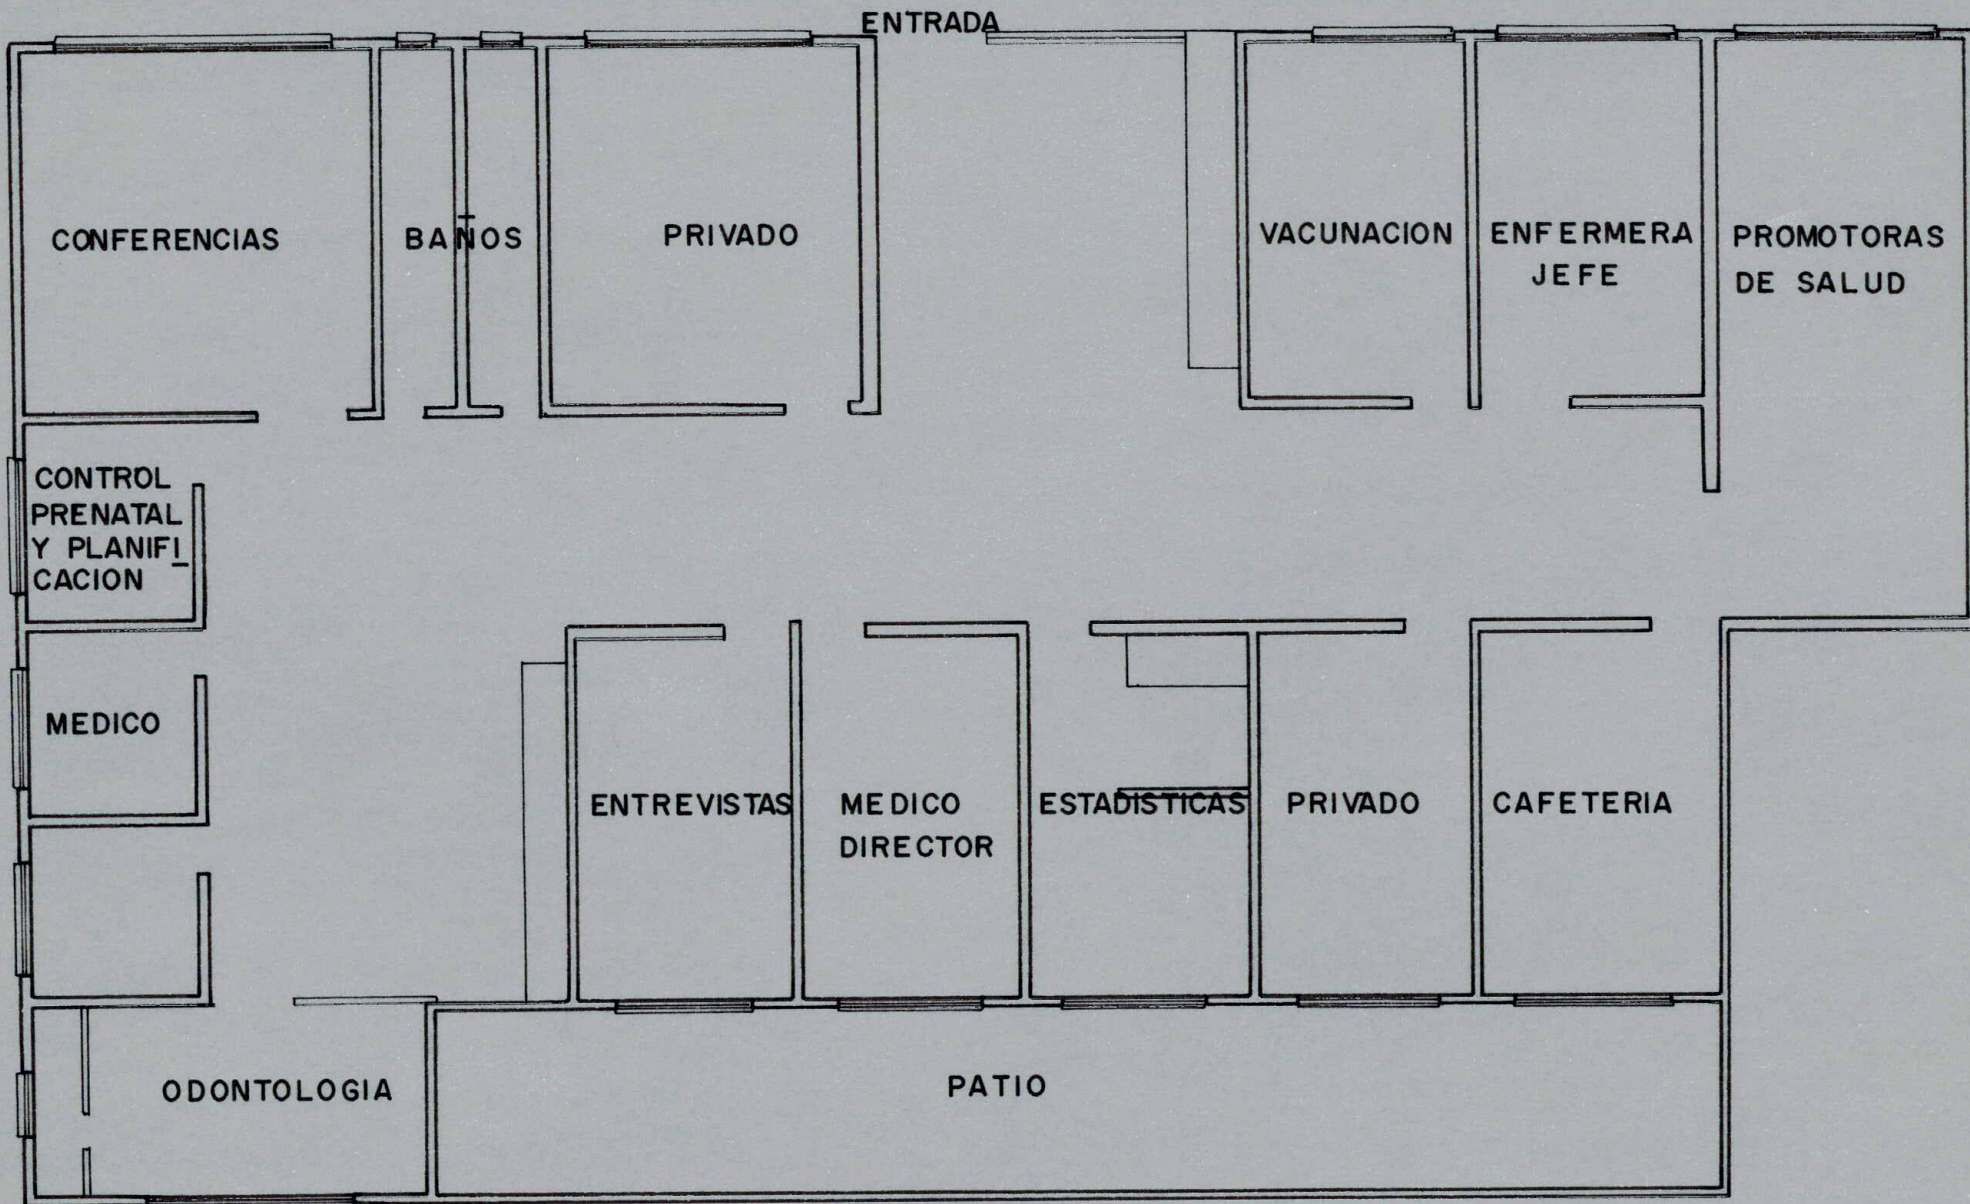 ENTRADA
CONFERENCIAS
BAÑOS
PRIVADO
VACUNACION
ENFERMERA
JEFE
PROMOTORAS
DE SALUD
CONTROL
PRENATAL
Y PLANIFI
CACION
MEDICO
ENTREVISTAS
MEDICO
DIRECTOR
ESTADISTICAS
PRIVADO
CAFETERIA
ODONTOLOGIA
PATIO